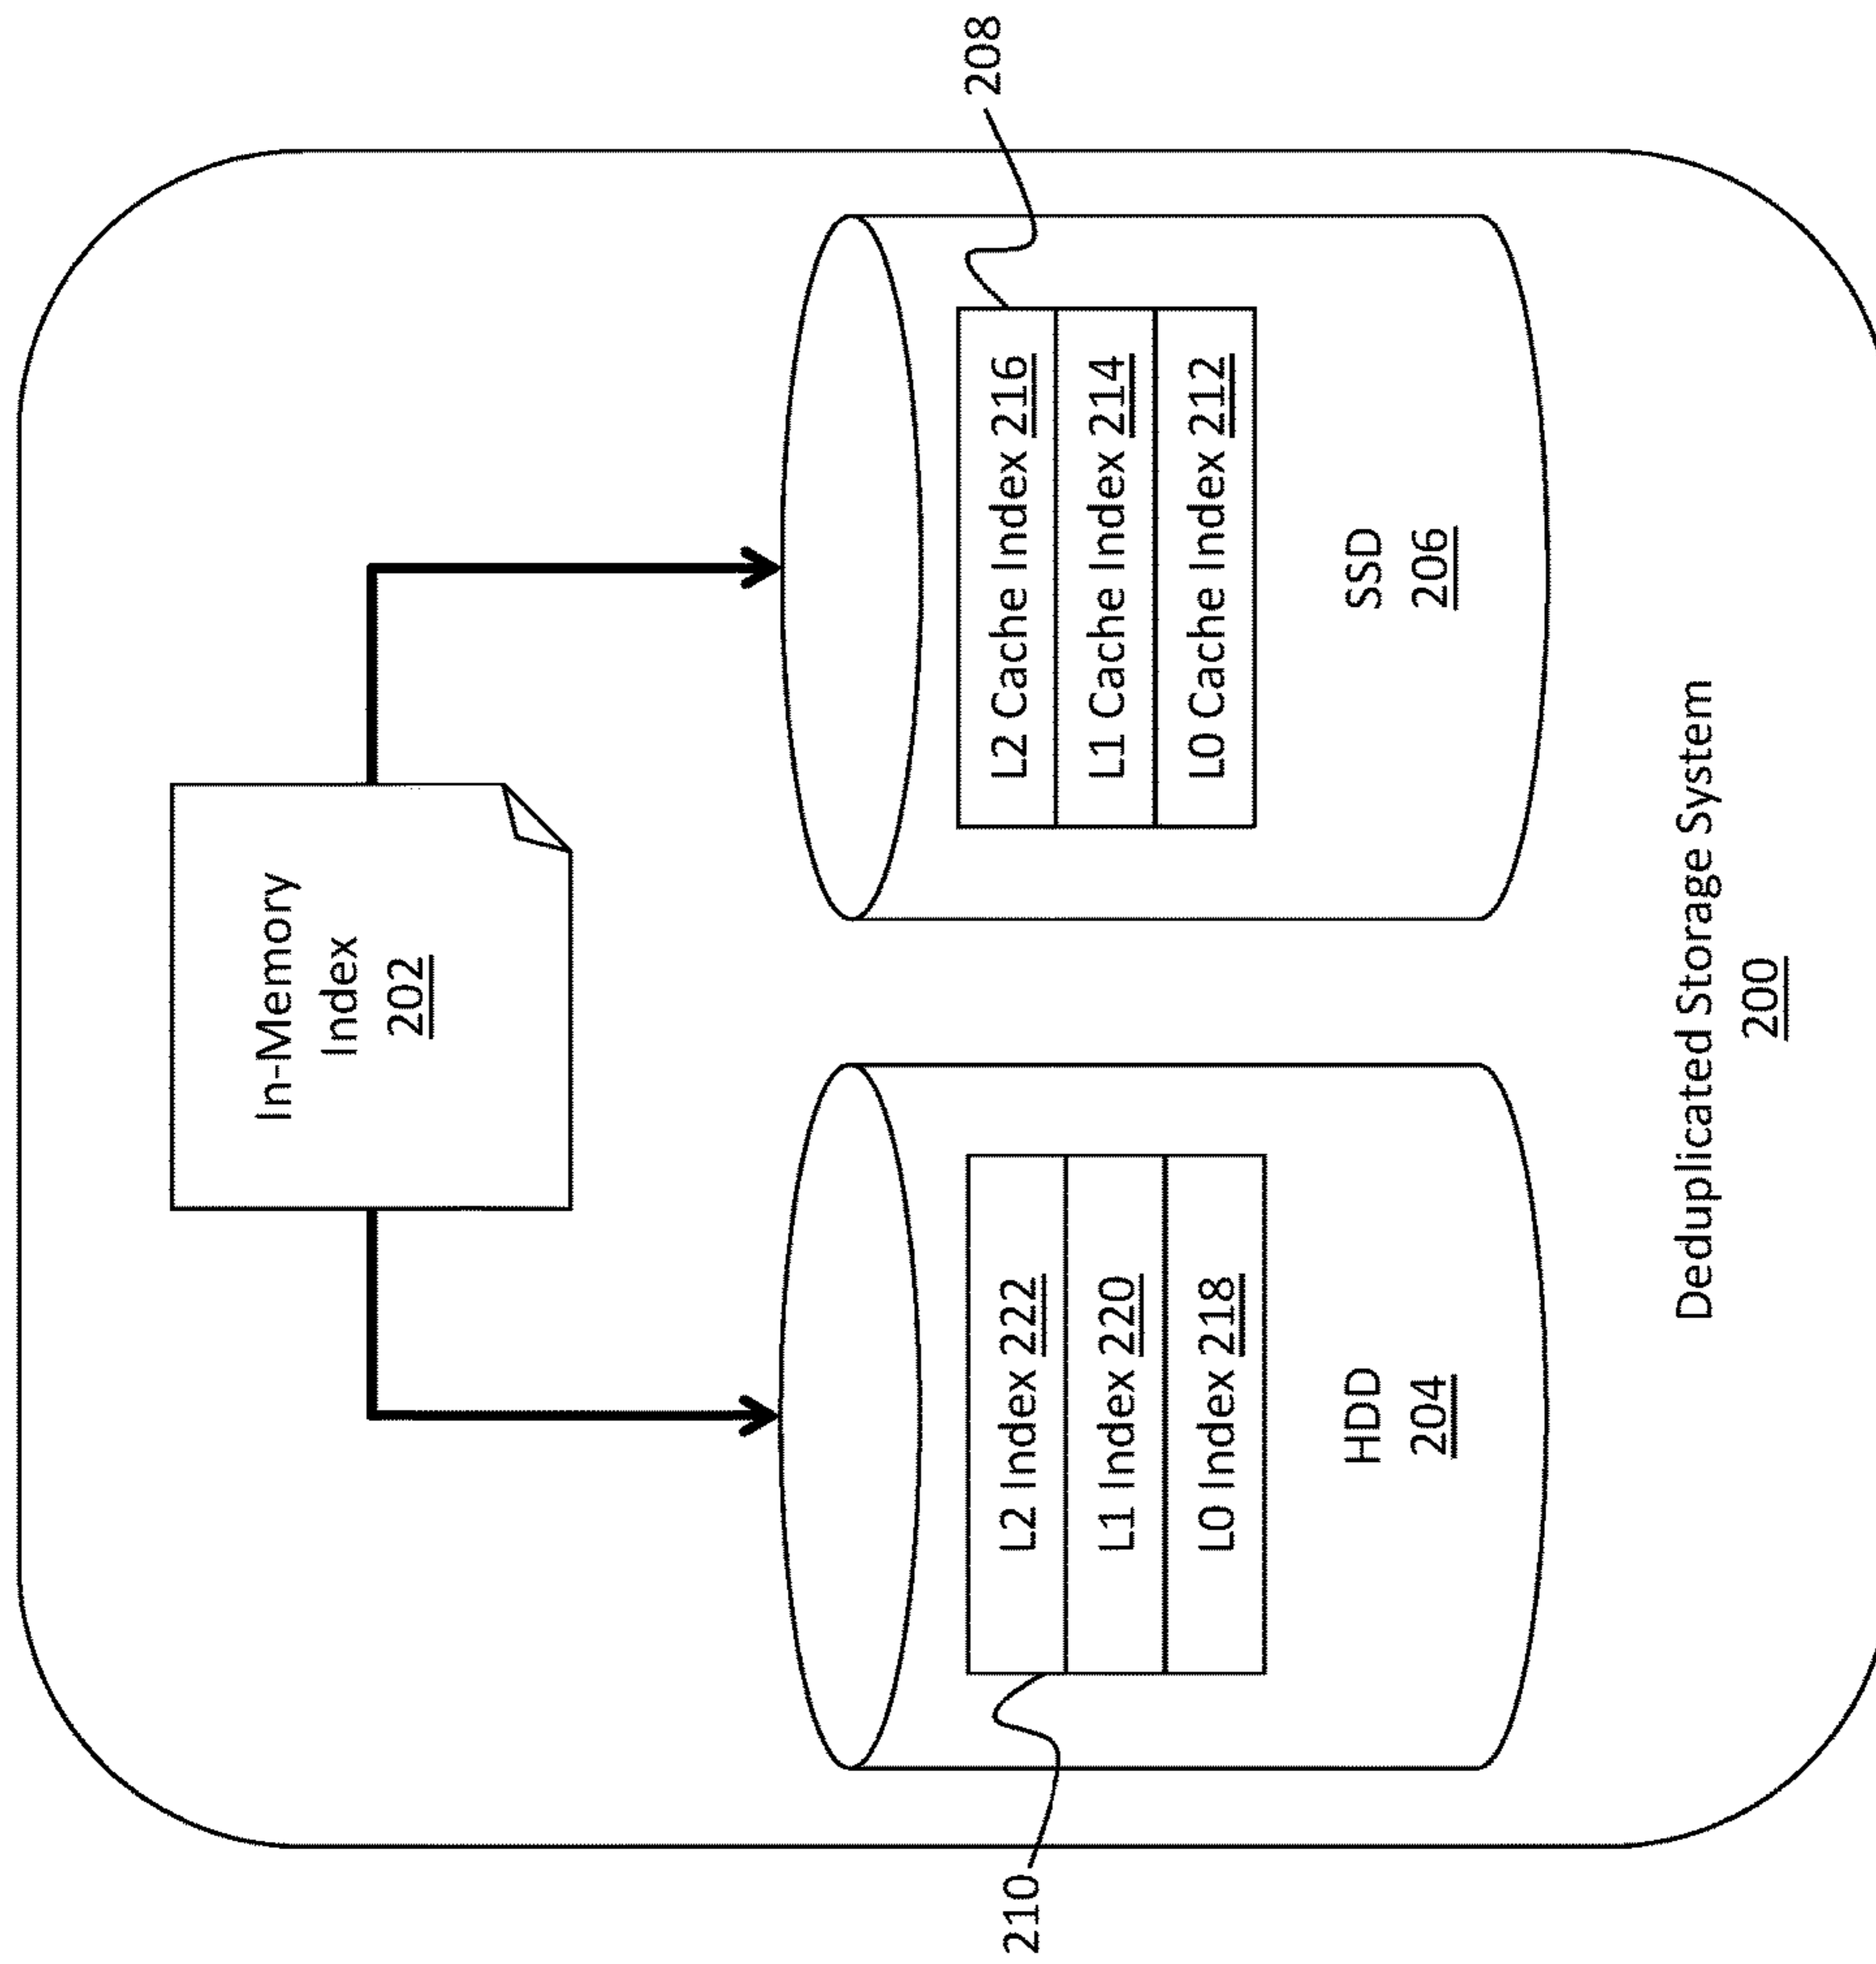 In-Memory
Index
202
210
L2 Index 222
L1 Index 220
L0 Index 218
HDD
204
208
L2 Cache Index 216
L1 Cache Index 214
L0 Cache Index 212
SSD
206
Deduplicated Storage System
200